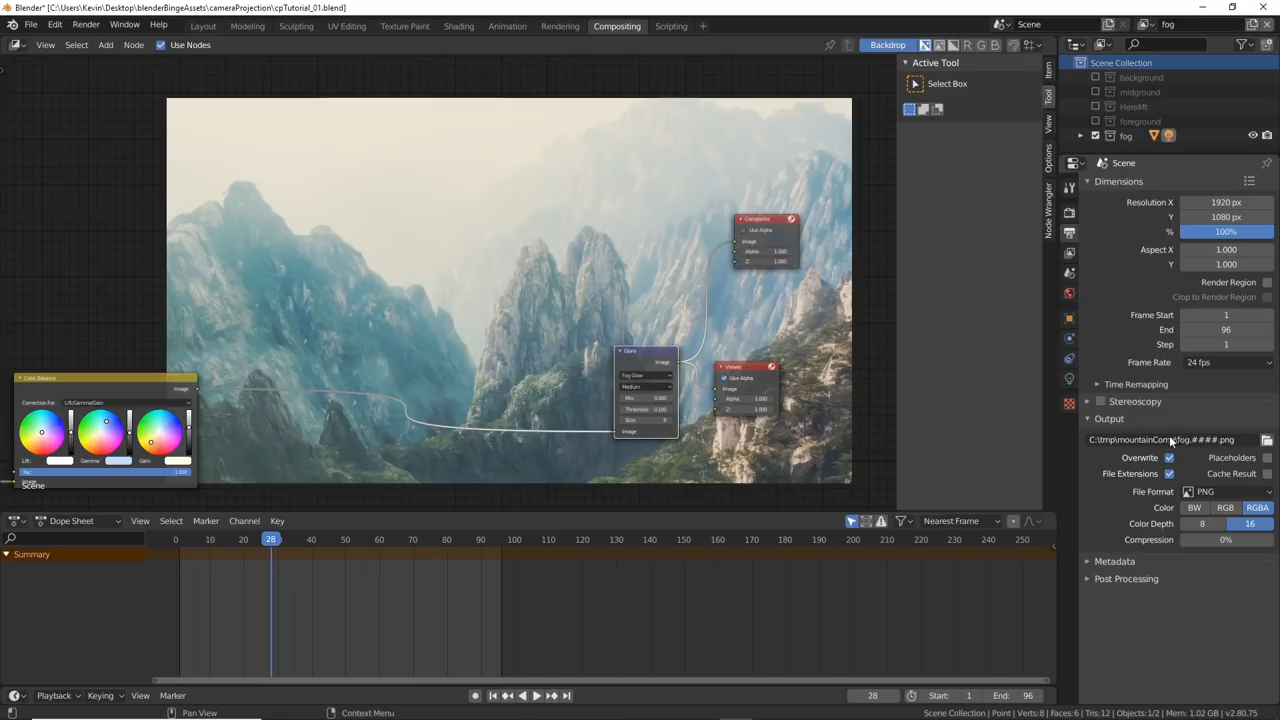 Blender* [C:\Users\Kevin\Desktop\blenderBingeAssets\cameraProjection\cpTutorial_01.blend]
File Edit Render Window Help Layout Modeling Sculpting UV Editing Texture Paint Shading Animation Rendering Compositing Scripting Scene fog
View Select Add Node Use Nodes Backdrop R G B
Active Tool
Select Box
Item
Tool
View
Options
Node Wrangler
Scene Collection
background
midground
HeroMt
foreground
fog
Composite
Use Alpha
Image
Alpha: 1.000
Z: 1.000
Glare
Image
Fog Glow
Medium
Mix 0.000
Threshold 0.100
Size 8
Image
Viewer
Use Alpha
Image
Alpha: 1.000
Z: 1.000
Color Balance
Image
Correction For: Lift/Gamma/Gain
Lift: Gamma: Gain:
Fac: 1.000
Image
Scene
Scene
Dimensions
Resolution X 1920 px
Y 1080 px
% 100%
Aspect X 1.000
Y 1.000
Render Region
Crop to Render Region
Frame Start 1
End 96
Step 1
Frame Rate 24 fps
Time Remapping
Stereoscopy
Output
Overwrite Placeholders
File Extensions Cache Result
File Format PNG
Color BW RGB RGBA
Color Depth 8 16
Compression 0%
Metadata
Post Processing
Dope Sheet View Select Marker Channel Key Nearest Frame
0 28 40 50 60 70 80 90 100 110 120 130 140 150 160 170 180 190 200 210 220 230 240 250
Summary
Playback Keying View Marker 28 Start: 1 End: 96
Pan View Context Menu Scene Collection | Point | Verts:8 | Faces:6 | Tris:12 | Objects:1/2 | Mem: 1.02 GB | v2.80.75